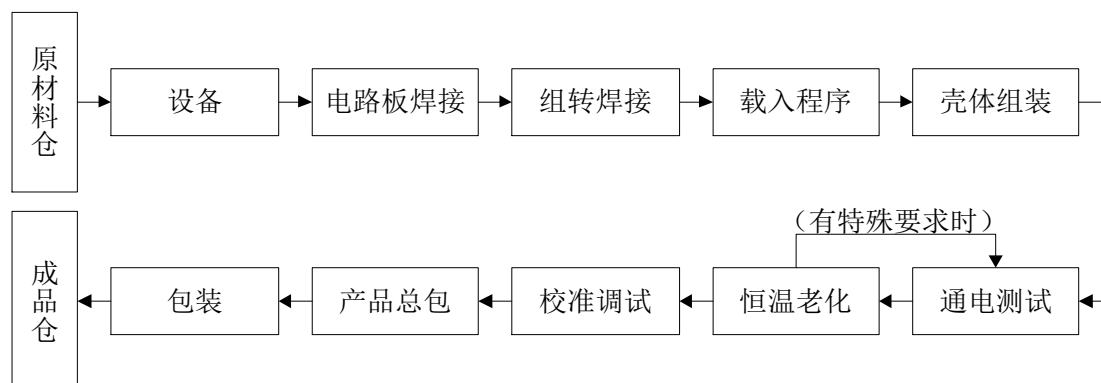 原材料仓
设备
电路板焊接
组转焊接
载入程序
壳体组装
(有特殊要求时)
成品仓
包装
产品总包
校准调试
恒温老化
通电测试